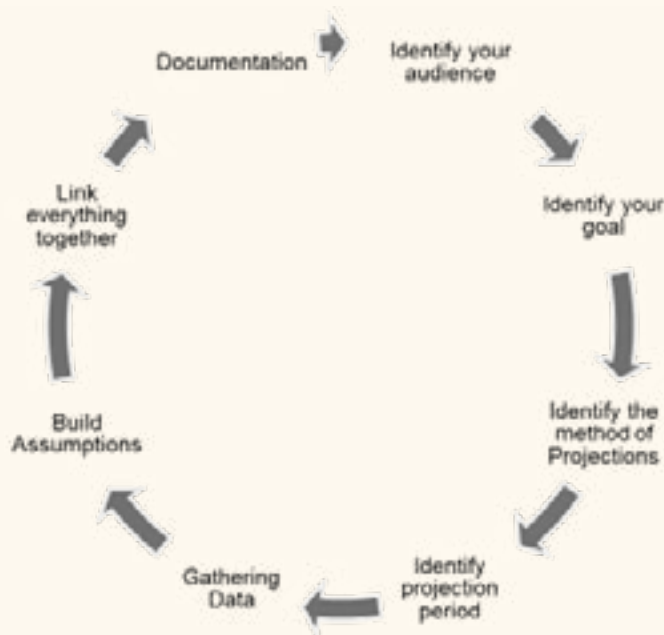 Documentation
Identify your
audience
Identify your
goal
Identify the
method of
Projections
Identify
projection
period
Gathering
Data
Build
Assumptions
Link
everything
together